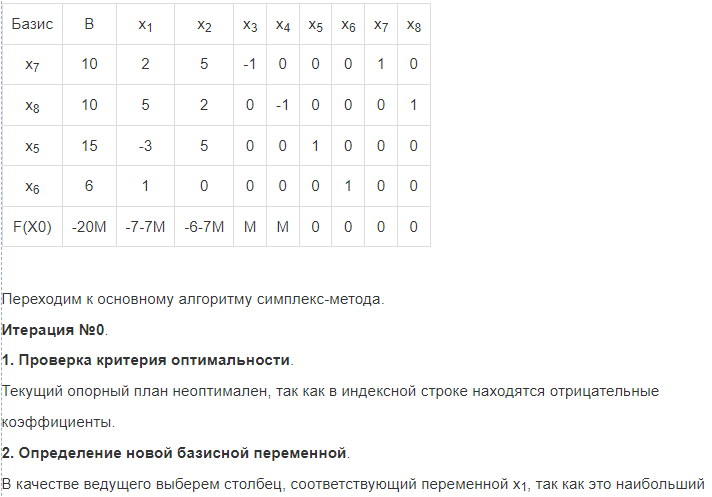 Базис B x1 x2 x3 x4 x5 x6 x7 x8
x7 10 2 5 -1 0 0 0 1 0
x8 10 5 2 0 -1 0 0 0 1
x5 15 -3 5 0 0 1 0 0 0
x6 6 1 0 0 0 0 1 0 0
F(X0) -20M -7-7M -6-7M M M 0 0 0 0
Переходим к основному алгоритму симплекс-метода.
Итерация №0.
1. Проверка критерия оптимальности.
Текущий опорный план неоптимален, так как в индексной строке находятся отрицательные
коэффициенты.
2. Определение новой базисной переменной.
В качестве ведущего выберем столбец, соответствующий переменной x1, так как это наибольший